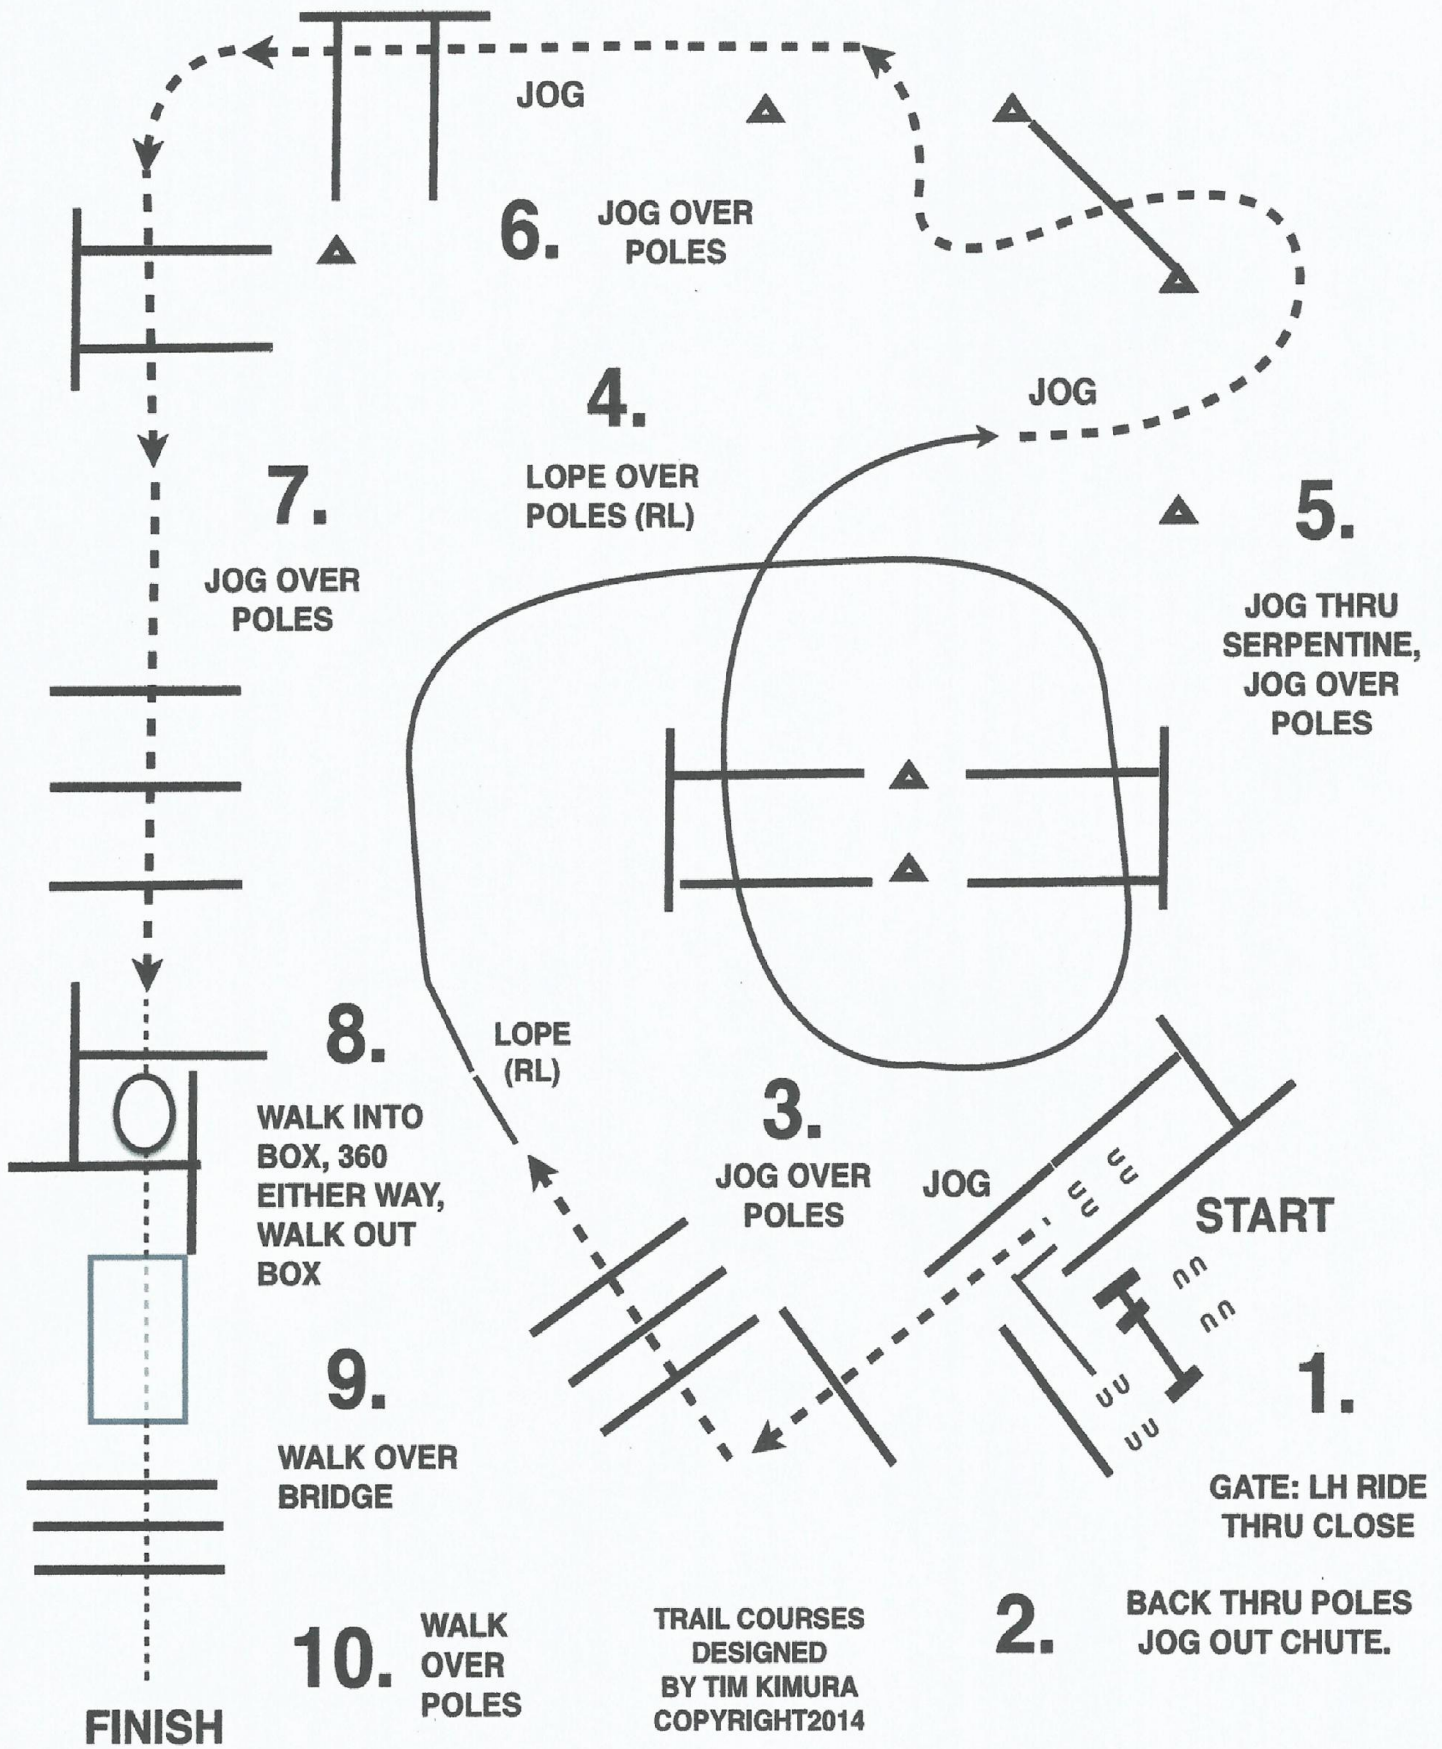 JOG
6.
JOG OVER
POLES
JOG
4.
LOPE OVER
POLES (RL)
7.
JOG OVER
POLES
5.
JOG THRU
SERPENTINE,
JOG OVER
POLES
8.
WALK INTO
BOX, 360
EITHER WAY,
WALK OUT
BOX
LOPE
(RL)
3.
JOG OVER
POLES
JOG
START
9.
WALK OVER
BRIDGE
1.
GATE: LH RIDE
THRU CLOSE
10.
WALK
OVER
POLES
TRAIL COURSES
DESIGNED
BY TIM KIMURA
COPYRIGHT2014
2.
BACK THRU POLES
JOG OUT CHUTE.
FINISH